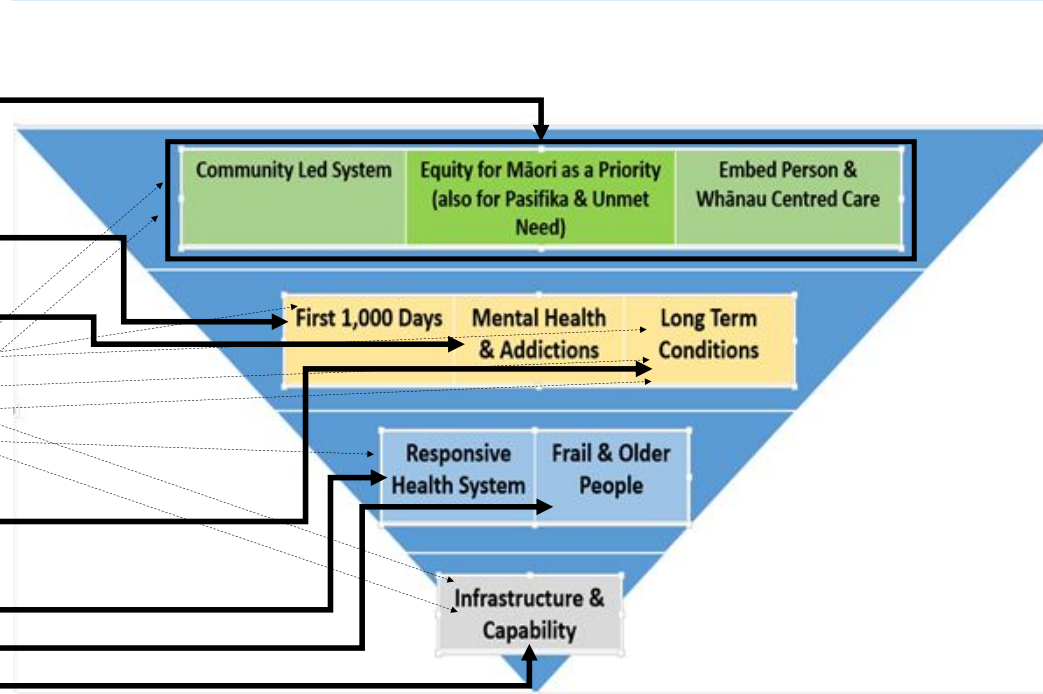 Community Led System
Equity for Māori as a Priority
(also for Pasifika & Unmet
Need)
Embed Person &
Whānau Centred Care
First 1,000 Days
Mental Health
& Addictions
Long Term
Conditions
Responsive
Health System
Frail & Older
People
Infrastructure &
Capability